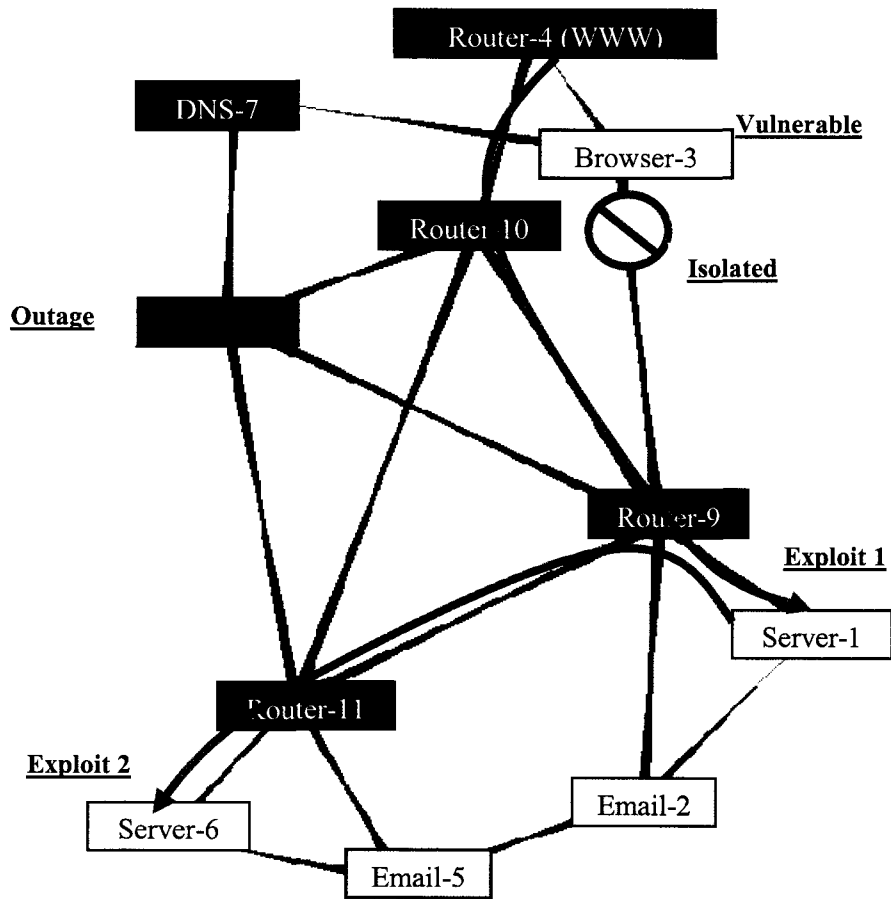 Router-4 (WWW)
DNS-7
Vulnerable
Browser-3
Router-10
Isolated
Outage
Router-9
Exploit 1
Server-1
Router-11
Exploit 2
Email-2
Server-6
Email-5